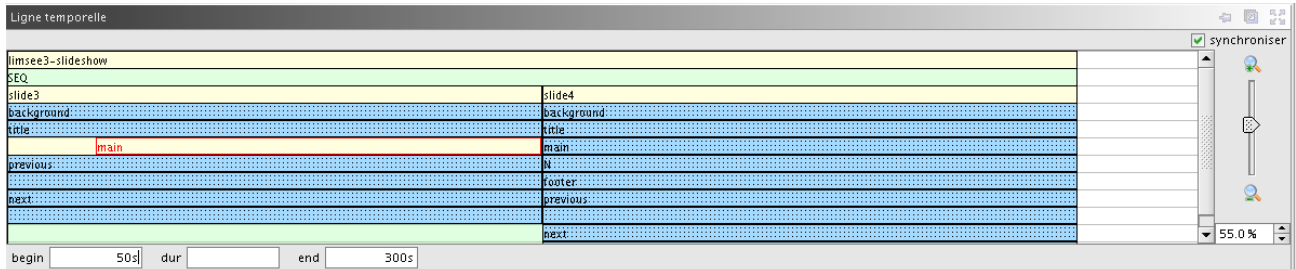 Ligne temporelle
synchroniser
limsee3-slideshow
SEQ
slide3 slide4
background background
title title
main main
previous N
footer
next previous
next
55.0 %
begin 50s dur end 300s